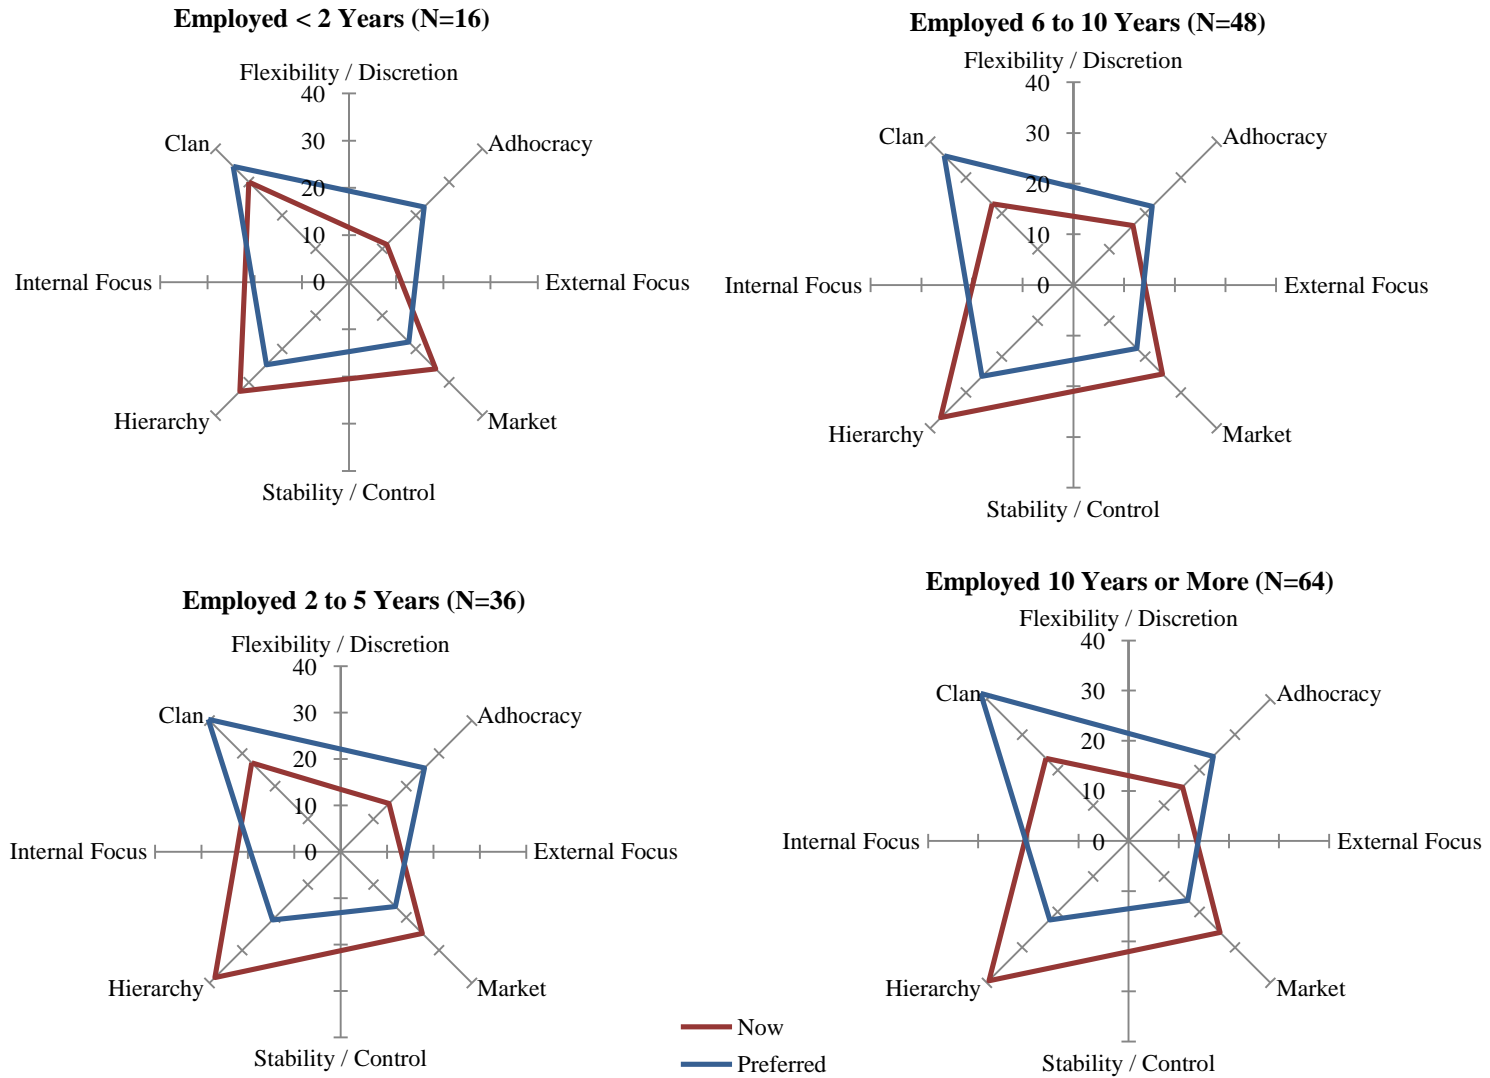 Employed < 2 Years (N=16)
Flexibility / Discretion
40
30
20
10
0
Clan
Adhocracy
Internal Focus
External Focus
Hierarchy
Market
Stability / Control
Employed 6 to 10 Years (N=48)
Flexibility / Discretion
40
30
20
10
0
Clan
Adhocracy
Internal Focus
External Focus
Hierarchy
Market
Stability / Control
Employed 2 to 5 Years (N=36)
Flexibility / Discretion
40
30
20
10
0
Clan
Adhocracy
Internal Focus
External Focus
Hierarchy
Market
Stability / Control
Employed 10 Years or More (N=64)
Flexibility / Discretion
40
30
20
10
0
Clan
Adhocracy
Internal Focus
External Focus
Hierarchy
Market
Stability / Control
Now
Preferred